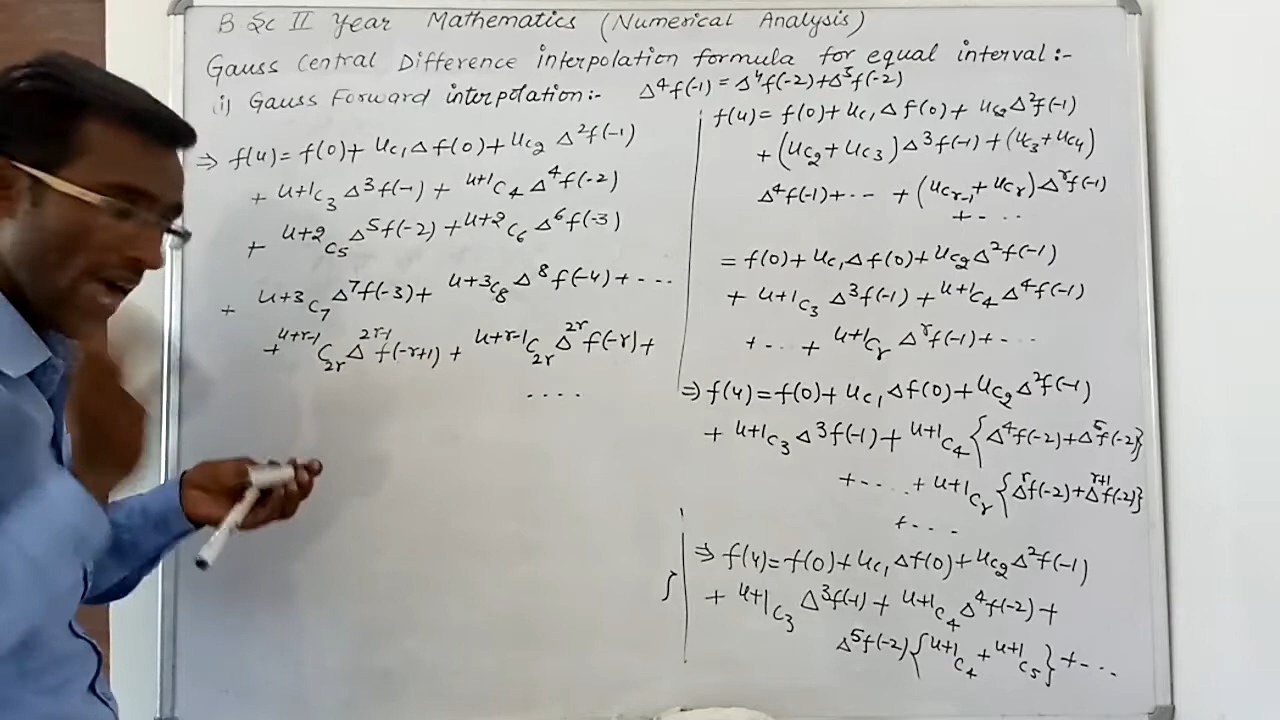 B Sc II Year Mathematics (Numerical Analysis)
Gauss Central Difference interpolation formula for equal interval:-
(i) Gauss Forward interpolation:- Δ⁴f(-1) = Δ⁴f(-2)+Δ⁵f(-2)
⇒ f(u) = f(0) + ᵘc₁ Δf(0) + ᵘc₂ Δ²f(-1)
+ ᵘ⁺¹c₃ Δ³f(-1) + ᵘ⁺¹c₄ Δ⁴f(-2)
+ ᵘ⁺²c₅ Δ⁵f(-2) + ᵘ⁺²c₆ Δ⁶f(-3)
+ ᵘ⁺³c₇ Δ⁷f(-3) + ᵘ⁺³c₈ Δ⁸f(-4) + ....
+ ᵘ⁺ʳ⁻¹C₂ᵣ Δ²ʳ⁻¹f(-r+1) + ᵘ⁺ʳ⁻¹C₂ᵣ Δ²ʳf(-r) +
....
f(u) = f(0) + ᵘc₁ Δf(0) + ᵘc₂ Δ²f(-1)
+ (ᵘc₂ + ᵘc₃) Δ³f(-1) + (ᵘc₃ + ᵘc₄)
Δ⁴f(-1) + -- + (ᵘcᵣ₋₁ + ᵘcᵣ) Δʳf(-1)
+ - . .
= f(0) + ᵘc₁ Δf(0) + ᵘc₂ Δ²f(-1)
+ ᵘ⁺¹c₃ Δ³f(-1) + ᵘ⁺¹c₄ Δ⁴f(-1)
+ ... + ᵘ⁺¹cᵣ Δʳf(-1) + - . .
⇒ f(u) = f(0) + ᵘc₁ Δf(0) + ᵘc₂ Δ²f(-1)
+ ᵘ⁺¹c₃ Δ³f(-1) + ᵘ⁺¹c₄ {Δ⁴f(-2) + Δ⁵f(-2)}
+ .... + ᵘ⁺¹cᵣ {Δʳf(-2) + Δʳ⁺¹f(-2)}
+ - - -
⇒ f(u) = f(0) + ᵘc₁ Δf(0) + ᵘc₂ Δ²f(-1)
+ ᵘ⁺¹c₃ Δ³f(-1) + ᵘ⁺¹c₄ Δ⁴f(-2) +
Δ⁵f(-2) {ᵘ⁺¹c₄ + ᵘ⁺¹c₅} + - ...